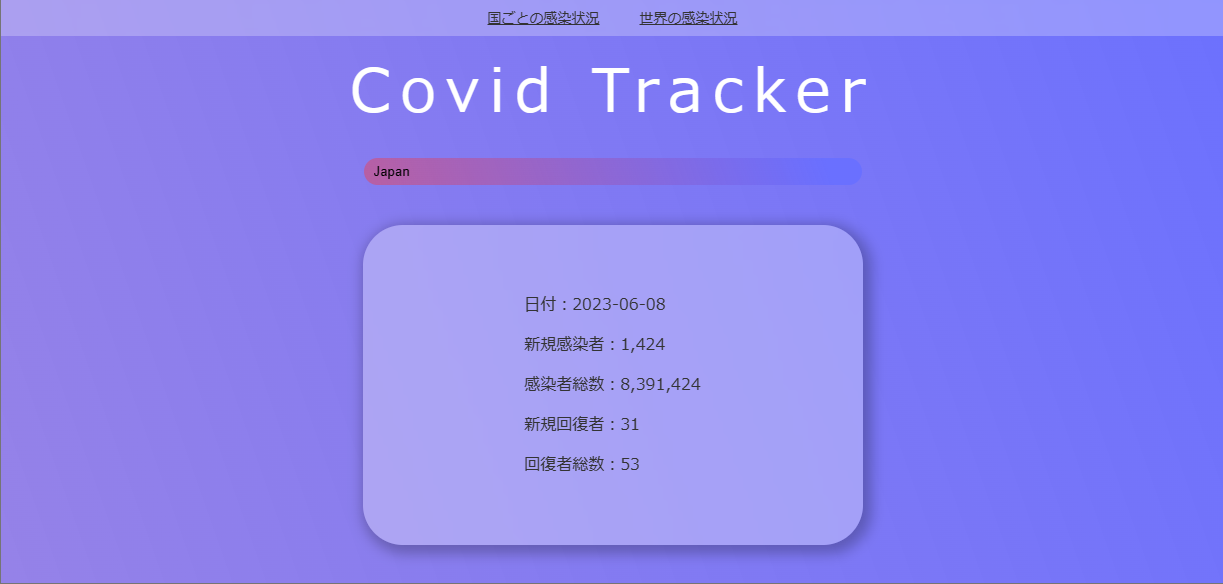 国ごとの感染状況 世界の感染状況
Covid Tracker
Japan
日付：2023-06-08
新規感染者：1,424
感染者総数：8,391,424
新規回復者：31
回復者総数：53